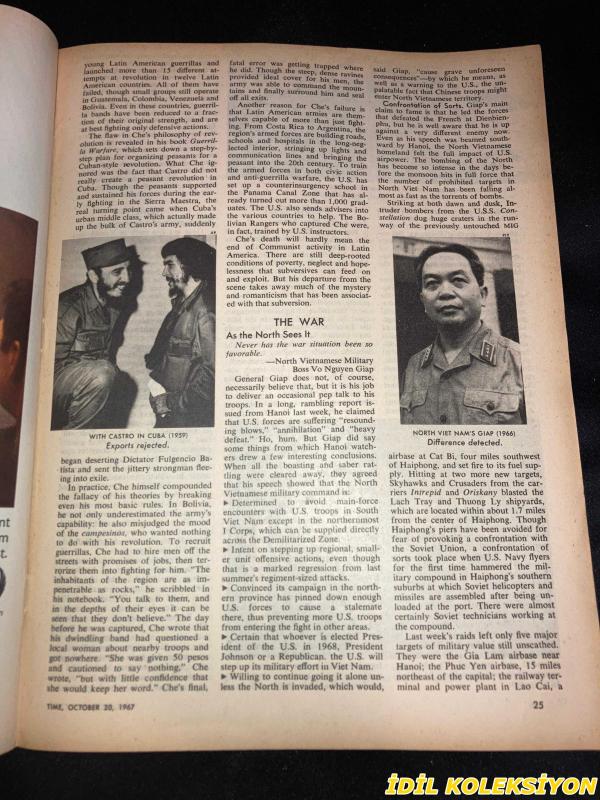 young Latin American guerrillas and
launched more than 15 different at-
tempts at revolution in twelve Latin
American countries. All of them have
failed, though small groups still operate
in Guatemala, Colombia, Venezuela and
Bolivia. Even in these countries, guerril-
la bands have been reduced to a frac-
tion of their original strength, and are
at best fighting only defensive actions.
The flaw in Che's philosophy of rev-
olution is revealed in his book Guerril-
la Warfare, which sets down a step-by-
step plan for organizing peasants for a
Cuban-style revolution. What Che ig-
nored was the fact that Castro did not
really create a peasant revolution in
Cuba. Though the peasants supported
and sustained his forces during the ear-
ly fighting in the Sierra Maestra, the
real turning point came when Cuba's
urban middle class, which actually made
up the bulk of Castro's army, suddenly
WITH CASTRO IN CUBA (1959)
Exports rejected.
began deserting Dictator Fulgencio Ba-
tista and sent the jittery strongman flee-
ing into exile.
In practice, Che himself compounded
the fallacy of his theories by breaking
even his most basic rules. In Bolivia,
he not only underestimated the army's
capability: he also misjudged the mood
of the campesinos, who wanted nothing
to do with his revolution. To recruit
guerrillas, Che had to hire men off the
streets with promises of jobs, then ter-
rorize them into fighting for him. "The
inhabitants of the region are as im-
penetrable as rocks," he scribbled in
his notebook. "You talk to them, and
in the depths of their eyes it can be
seen that they don't believe." The day
before he was captured, Che wrote that
his dwindling band had questioned a
local woman about nearby troops and
got nowhere. "She was given 50 pesos
and cautioned to say nothing," Che
wrote, "but with little confidence that
she would keep her word." Che's final,
fatal error was getting trapped where
he did. Though the steep, dense ravines
provided ideal cover for his men, the
army was able to command the moun-
tains and finally surround him and seal
off all exits.
Another reason for Che's failure is
that Latin American armies are them-
selves capable of more than just fight-
ing. From Costa Rica to Argentina, the
region's armed forces are building roads,
schools and hospitals in the long-neg-
lected interior, stringing up lights and
communication lines and bringing the
peasant into the 20th century. To train
the armed forces in both civic action
and anti-guerrilla warfare, the U.S. has
set up a counterinsurgency school in
the Panama Canal Zone that has al-
ready turned out more than 1,000 grad-
uates. The U.S. also sends advisers into
the various countries to help. The Bo-
livian Rangers who captured Che were,
in fact, trained by U.S. instructors.
Che's death will hardly mean the
end of Communist activity in Latin
America. There are still deep-rooted
conditions of poverty, neglect and hope-
lessness that subversives can feed on
and exploit. But his departure from the
scene takes away much of the mystery
and romanticism that has been associat-
ed with that subversion.
THE WAR
As the North Sees It
Never has the war situation been so
favorable.
—North Vietnamese Military
Boss Vo Nguyen Giap
General Giap does not, of course,
necessarily believe that, but it is his job
to deliver an occasional pep talk to his
troops. In a long, rambling report is-
sued from Hanoi last week, he claimed
that U.S. forces are suffering "resound-
ing blows," "annihilation" and "heavy
defeat." Ho, hum. But Giap did say
some things from which Hanoi watch-
ers drew a few interesting conclusions.
When all the boasting and saber rat-
tling were cleared away, they agreed
that his speech showed that the North
Vietnamese military command is:
▶ Determined to avoid main-force
encounters with U.S. troops in South
Viet Nam except in the northernmost
I Corps, which can be supplied directly
across the Demilitarized Zone.
▶ Intent on stepping up regional, small-
er unit offensive actions, even though
that is a marked regression from last
summer's regiment-sized attacks.
▶ Convinced its campaign in the north-
ern province has pinned down enough
U.S. forces to cause a stalemate
there, thus preventing more U.S. troops
from entering the fight in other areas.
▶ Certain that whoever is elected Pres-
ident of the U.S. in 1968, President
Johnson or a Republican, the U.S. will
step up its military effort in Viet Nam.
▶ Willing to continue going it alone un-
less the North is invaded, which would,
said Giap, "cause grave unforeseen
consequences"—by which he means, as
well as a warning to the U.S., the un-
palatable fact that Chinese troops might
enter North Vietnamese territory.
Confrontation of Sorts. Giap's main
claim to fame is that he led the forces
that defeated the French at Dienbien-
phu, but he is well aware that he is up
against a very different enemy now.
Even as his speech was beamed south-
ward by Hanoi, the North Vietnamese
homeland felt the full impact of U.S.
airpower. The bombing of the North
has become so intense in the days be-
fore the monsoon hits in full force that
the number of prohibited targets in
North Viet Nam has been falling al-
most as fast as the torrents of bombs.
Striking at both dawn and dusk, In-
truder bombers from the U.S.S. Con-
stellation dug huge craters in the run-
way of the previously untouched MIG
NORTH VIET NAM'S GIAP (1966)
Difference detected.
airbase at Cat Bi, four miles southwest
of Haiphong, and set fire to its fuel sup-
ply. Hitting at two more new targets,
Skyhawks and Crusaders from the car-
riers Intrepid and Oriskany blasted the
Lach Tray and Thuong Ly shipyards,
which are located within about 1.7 miles
from the center of Haiphong. Though
Haiphong's piers have been avoided for
fear of provoking a confrontation with
the Soviet Union, a confrontation of
sorts took place when U.S. Navy flyers
for the first time hammered the mili-
tary compound in Haiphong's southern
suburbs at which Soviet helicopters and
missiles are assembled after being un-
loaded at the port. There were almost
certainly Soviet technicians working at
the compound.
Last week's raids left only five major
targets of military value still unscathed.
They were the Gia Lam airbase near
Hanoi; the Phuc Yen airbase, 15 miles
northeast of the capital; the railway ter-
minal and power plant in Lao Cai, a
TIME, OCTOBER 20, 1967
25
İDİL KOLEKSİYON